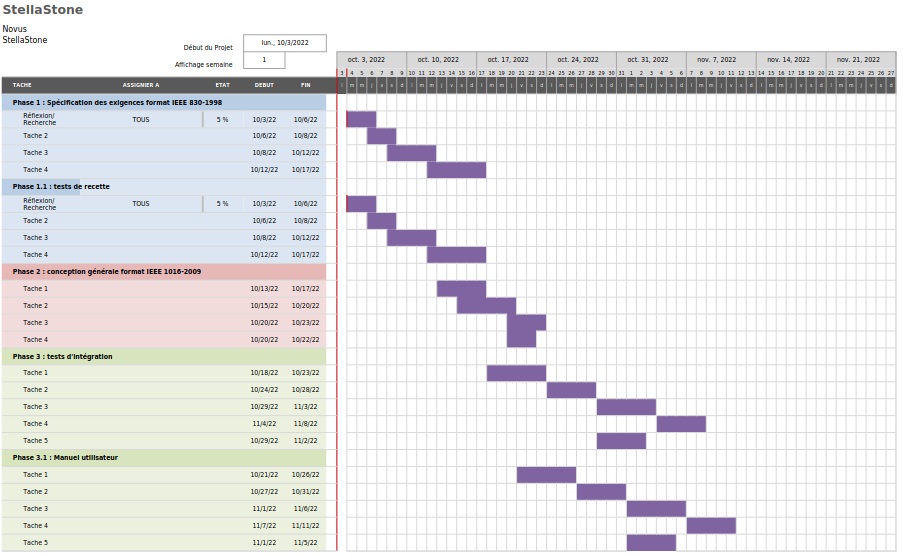 StellaStone
Novus
StellaStone
Début du Projet lun., 10/3/2022
Affichage semaine 1
oct. 3, 2022 oct. 10, 2022 oct. 17, 2022 oct. 24, 2022 oct. 31, 2022 nov. 7, 2022 nov. 14, 2022 nov. 21, 2022
3 4 5 6 7 8 9 10 11 12 13 14 15 16 17 18 19 20 21 22 23 24 25 26 27 28 29 30 31 1 2 3 4 5 6 7 8 9 10 11 12 13 14 15 16 17 18 19 20 21 22 23 24 25 26 27
TACHE ASSIGNER A ETAT DEBUT FIN l m m j v s d l m m j v s d l m m j v s d l m m j v s d l m m j v s d l m m j v s d l m m j v s d l m m j v s d
Phase 1 : Spécification des exigences format IEEE 830-1998
Réflexion/
Recherche TOUS 5 % 10/3/22 10/6/22
Tache 2 10/6/22 10/8/22
Tache 3 10/8/22 10/12/22
Tache 4 10/12/22 10/17/22
Phase 1.1 : tests de recette
Réflexion/
Recherche TOUS 5 % 10/3/22 10/6/22
Tache 2 10/6/22 10/8/22
Tache 3 10/8/22 10/12/22
Tache 4 10/12/22 10/17/22
Phase 2 : conception générale format IEEE 1016-2009
Tache 1 10/13/22 10/17/22
Tache 2 10/15/22 10/20/22
Tache 3 10/20/22 10/23/22
Tache 4 10/20/22 10/22/22
Phase 3 : tests d'intégration
Tache 1 10/18/22 10/23/22
Tache 2 10/24/22 10/28/22
Tache 3 10/29/22 11/3/22
Tache 4 11/4/22 11/8/22
Tache 5 10/29/22 11/2/22
Phase 3.1 : Manuel utilisateur
Tache 1 10/21/22 10/26/22
Tache 2 10/27/22 10/31/22
Tache 3 11/1/22 11/6/22
Tache 4 11/7/22 11/11/22
Tache 5 11/1/22 11/5/22